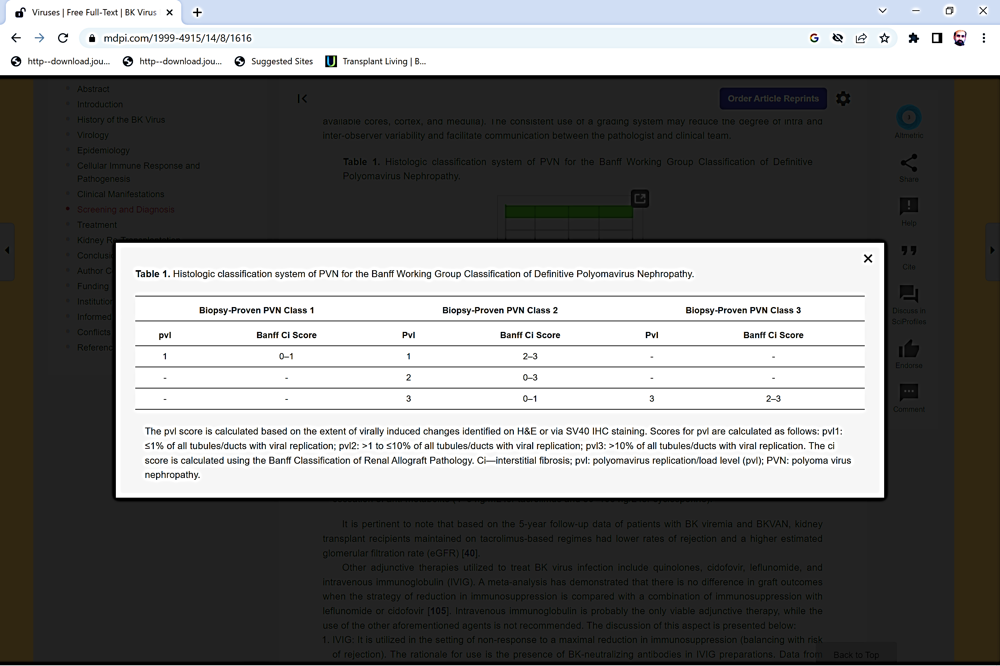 Viruses | Free Full-Text | BK Virus
mdpi.com/1999-4915/14/8/1616
http--download.jou...
http--download.jou...
Suggested Sites
Transplant Living | B...
Abstract
Introduction
History of the BK Virus
Virology
Epidemiology
Cellular Immune Response and
Pathogenesis
Clinical Manifestations
Screening and Diagnosis
Treatment
Kidney Re-Transplantation
Conclusio
Author C
Funding
Institution
Informed
Conflicts
Referenc
Order Article Reprints
available cores, cortex, and medulla). The consistent use of a grading system may reduce the degree of intra and
inter-observer variability and facilitate communication between the pathologist and clinical team.
Table 1. Histologic classification system of PVN for the Banff Working Group Classification of Definitive
Polyomavirus Nephropathy.
3
Altmetric
Share
Help
Cite
Discuss in
SciProfiles
Endorse
Comment
Table 1. Histologic classification system of PVN for the Banff Working Group Classification of Definitive Polyomavirus Nephropathy.
Biopsy-Proven PVN Class 1 Biopsy-Proven PVN Class 2 Biopsy-Proven PVN Class 3
pvl Banff Ci Score Pvl Banff Ci Score Pvl Banff Ci Score
1 0–1 1 2–3 - -
- - 2 0–3 - -
- - 3 0–1 3 2–3
The pvl score is calculated based on the extent of virally induced changes identified on H&E or via SV40 IHC staining. Scores for pvl are calculated as follows: pvl1:
≤1% of all tubules/ducts with viral replication; pvl2: >1 to ≤10% of all tubules/ducts with viral replication; pvl3: >10% of all tubules/ducts with viral replication. The ci
score is calculated using the Banff Classification of Renal Allograft Pathology. Ci—interstitial fibrosis; pvl: polyomavirus replication/load level (pvl); PVN: polyoma virus
nephropathy.
It is pertinent to note that based on the 5-year follow-up data of patients with BK viremia and BKVAN, kidney
transplant recipients maintained on tacrolimus-based regimes had lower rates of rejection and a higher estimated
glomerular filtration rate (eGFR) [40].
Other adjunctive therapies utilized to treat BK virus infection include quinolones, cidofovir, leflunomide, and
intravenous immunoglobulin (IVIG). A meta-analysis has demonstrated that there is no difference in graft outcomes
when the strategy of reduction in immunosuppression is compared with a combination of immunosuppression with
leflunomide or cidofovir [105]. Intravenous immunoglobulin is probably the only viable adjunctive therapy, while the
use of the other aforementioned agents is not recommended. The discussion of this aspect is presented below:
1. IVIG: It is utilized in the setting of non-response to a maximal reduction in immunosuppression (balancing with risk
of rejection). The rationale for use is the presence of BK-neutralizing antibodies in IVIG preparations. Data from
Back to Top